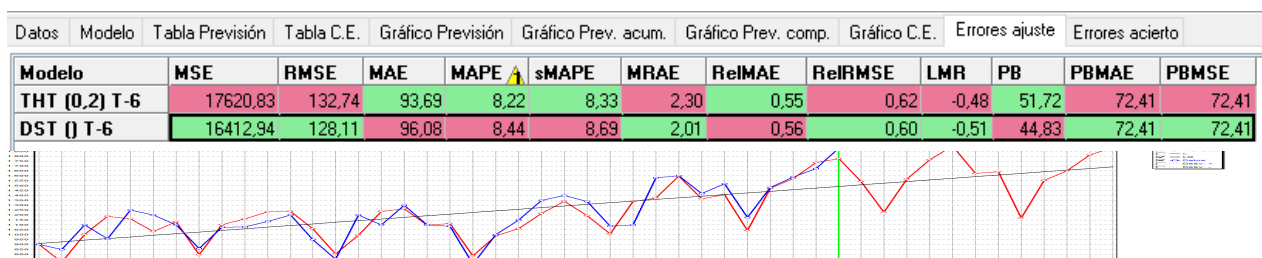 Datos Modelo Tabla Previsión Tabla C.E. Gráfico Previsión Gráfico Prev. acum. Gráfico Prev. comp. Gráfico C.E. Errores ajuste Errores acierto
Modelo MSE RMSE MAE MAPE sMAPE MRAE RelMAE RelRMSE LMR PB PBMAE PBMSE
THT (0,2) T-6 17620,83 132,74 93,69 8,22 8,33 2,30 0,55 0,62 -0,48 51,72 72,41 72,41
DST () T-6 16412,94 128,11 96,08 8,44 8,69 2,01 0,56 0,60 -0,51 44,83 72,41 72,41